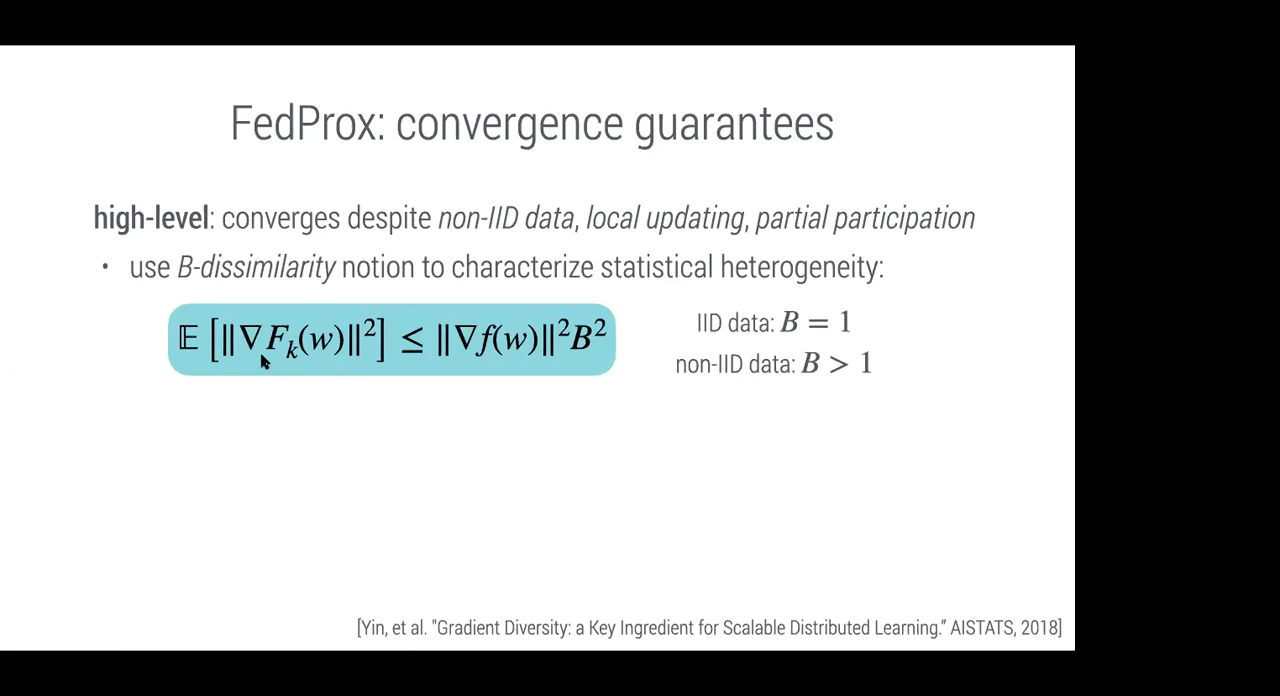 FedProx: convergence guarantees
high-level: converges despite non-IID data, local updating, partial participation
• use B-dissimilarity notion to characterize statistical heterogeneity:
𝔼 [‖∇F_k(w)‖²] ≤ ‖∇f(w)‖²B²
IID data: B = 1
non-IID data: B > 1
[Yin, et al. "Gradient Diversity: a Key Ingredient for Scalable Distributed Learning.” AISTATS, 2018]